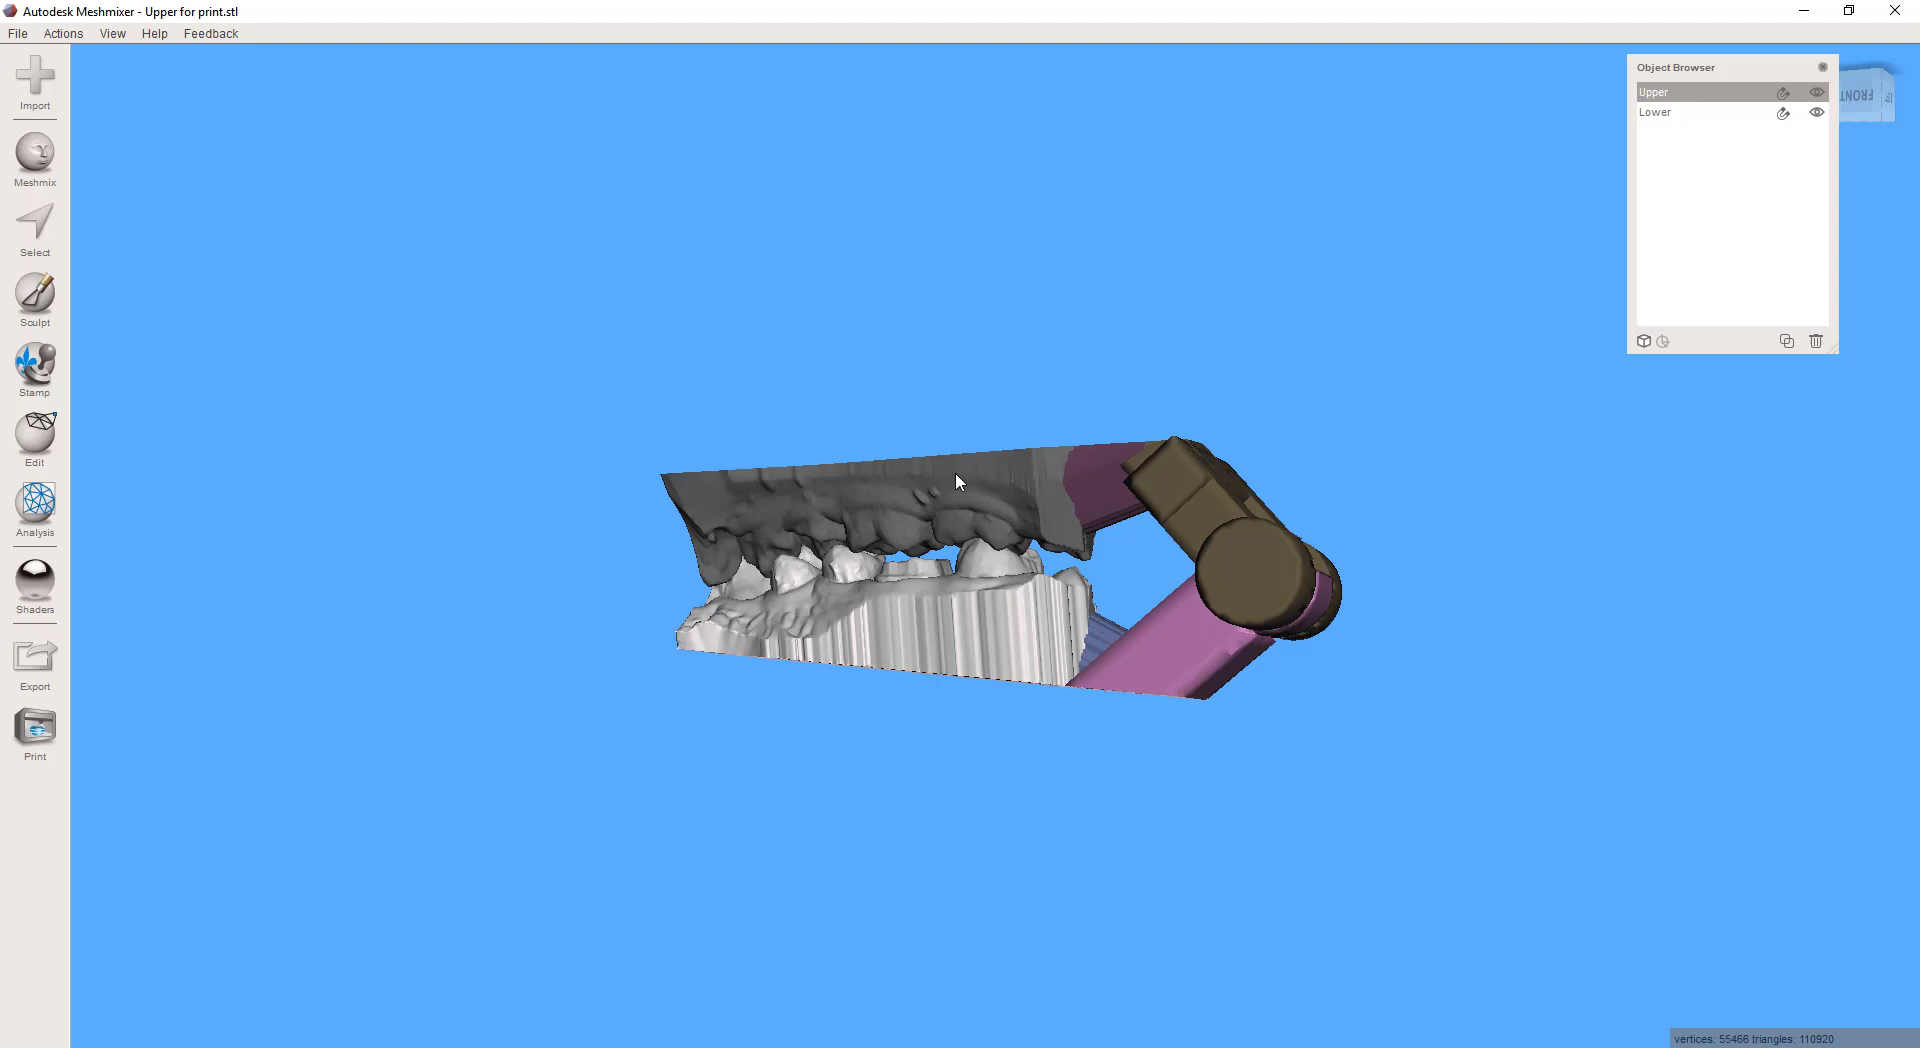 Autodesk Meshmixer - Upper for print.stl
File Actions View Help Feedback
Import
Meshmix
Select
Sculpt
Stamp
Edit
Analysis
Shaders
Export
Print
Object Browser
Upper
Lower
FRONT
vertices: 55466 triangles: 110920